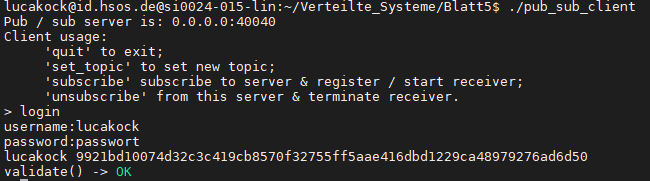 lucakock@id.hsos.de@si0024-015-lin:~/Verteilte_Systeme/Blatt5$ ./pub_sub_client
Pub / sub server is: 0.0.0.0:40040
Client usage:
     'quit' to exit;
     'set_topic' to set new topic;
     'subscribe' subscribe to server & register / start receiver;
     'unsubscribe' from this server & terminate receiver.
> login
username:lucakock
password:passwort
lucakock 9921bd10074d32c3c419cb8570f32755ff5aae416dbd1229ca48979276ad6d50
validate() -> OK